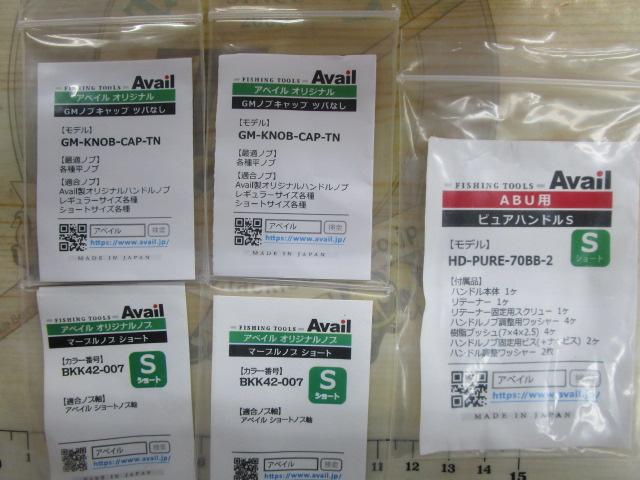 FISHING TOOLS Avail
アベイル オリジナル
GMノブキャップ ツバなし
【モデル】
GM-KNOB-CAP-TN
【最適ノブ】
各種平ノブ
【適合ノブ】
Avail製オリジナルハンドルノブ
レギュラーサイズ各種
ショートサイズ各種
アベイル 検索
https://www.avail.jp/
MADE IN JAPAN
FISHING TOOLS Avail
アベイル オリジナル
GMノブキャップ ツバなし
【モデル】
GM-KNOB-CAP-TN
【最適ノブ】
各種平ノブ
【適合ノブ】
Avail製オリジナルハンドルノブ
レギュラーサイズ各種
ショートサイズ各種
アベイル 検索
https://www.avail.jp/
MADE IN JAPAN
FISHING TOOLS Avail
ABU用
ピュアハンドルS
【モデル】
HD-PURE-70BB-2
S
ショート
【付属品】
ハンドル本体 1ヶ
リテーナー 1ヶ
リテーナー固定用スクリュー 1ヶ
ハンドルノブ調整用ワッシャー 4ヶ
樹脂ブッシュ(7×4×2.5) 4ヶ
ハンドルノブ固定用ビス(+ナベビス) 2ヶ
ハンドル調整ワッシャー 2枚
アベイル 検索
https://www.avail.jp/
MADE IN JAPAN
FISHING TOOLS Avail
アベイル オリジナルノブ
マーブルノブ ショート
【カラー番号】
BKK42-007
S
ショート
【適合ノブ軸】
アベイル ショートノブ軸
アベイル 検索
https://www.avail.jp/
FISHING TOOLS Avail
アベイル オリジナルノブ
マーブルノブ ショート
【カラー番号】
BKK42-007
S
ショート
【適合ノブ軸】
アベイル ショートノブ軸
アベイル 検索
https://www.avail.jp/
11 12 13 14 15